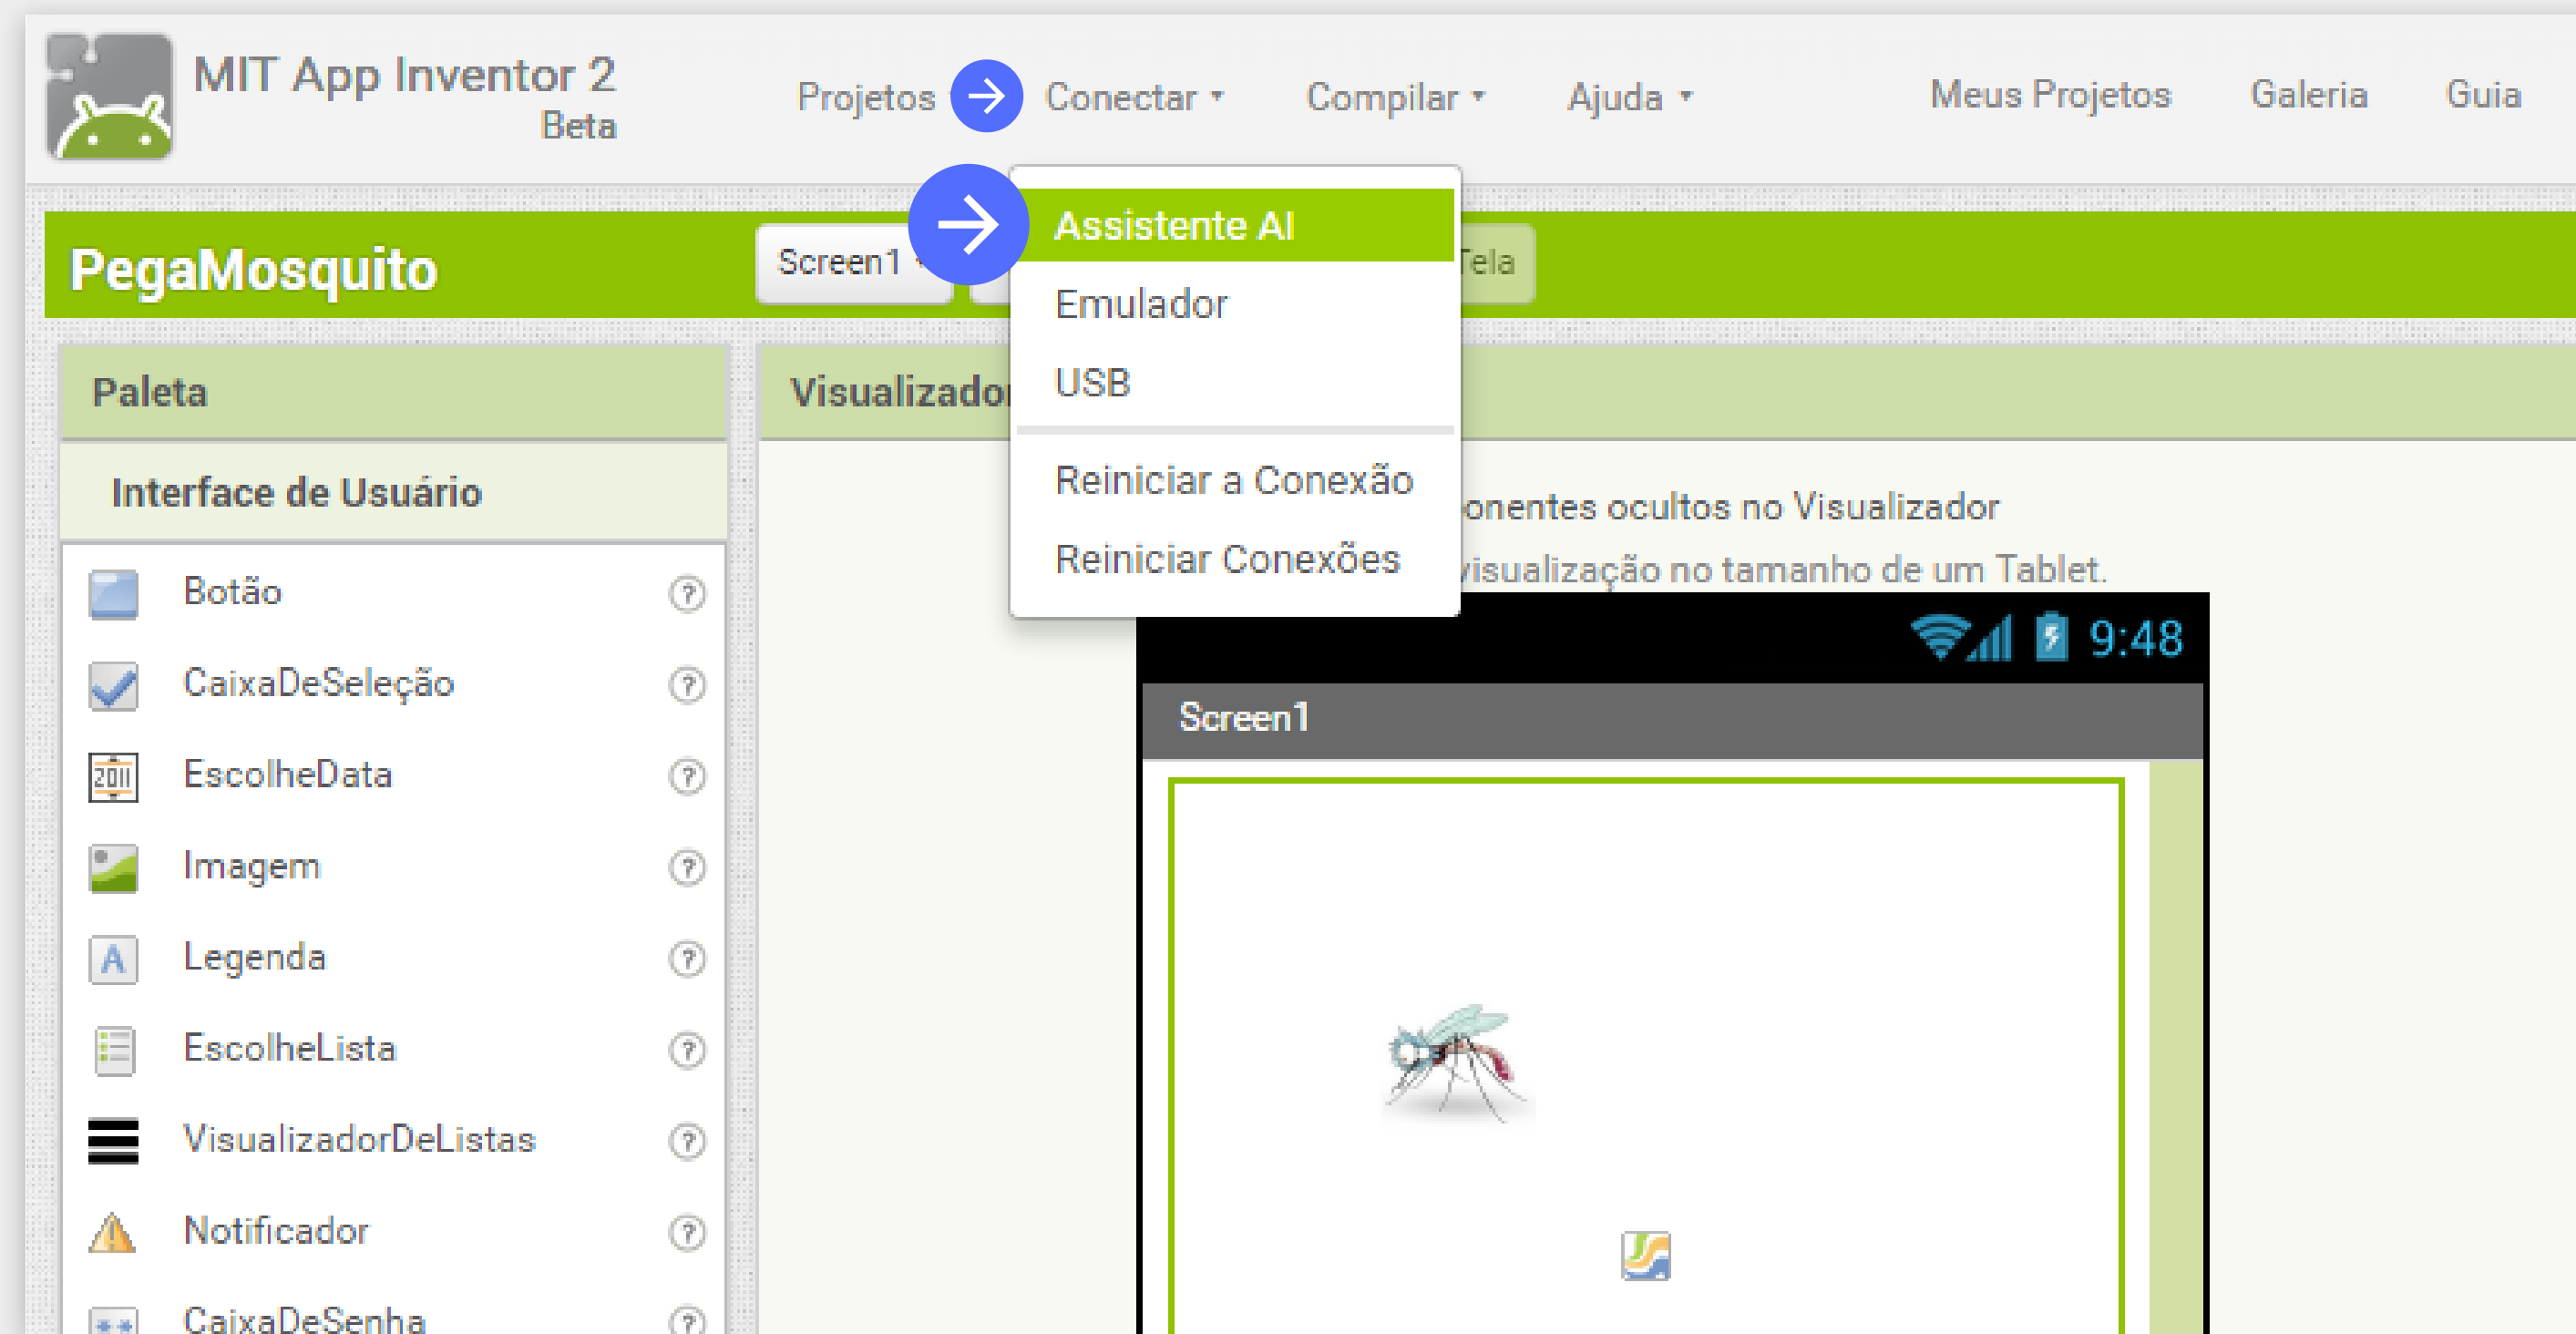 MIT App Inventor 2
Beta
Projetos Conectar Compilar Ajuda Meus Projetos Galeria Guia
PegaMosquito
Screen1
Tela
Assistente AI
Emulador
USB
Reiniciar a Conexão
Reiniciar Conexões
Paleta
Visualizador
Interface de Usuário
onentes ocultos no Visualizador
visualização no tamanho de um Tablet.
Botão ?
CaixaDeSeleção ?
2011 EscolheData ?
Imagem ?
A Legenda ?
EscolheLista ?
VisualizadorDeListas ?
Notificador ?
CaixaDeSenha ?
9:48
Screen1